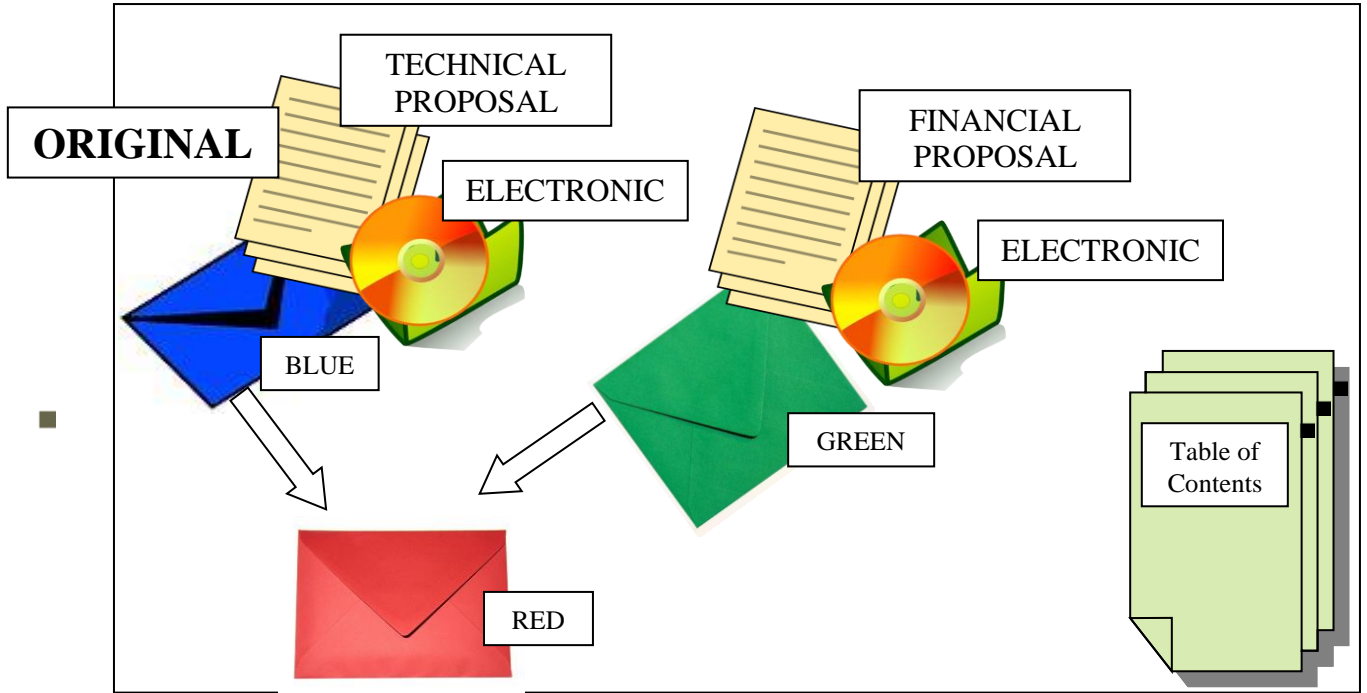 TECHNICAL
PROPOSAL
ORIGINAL
ELECTRONIC
BLUE
FINANCIAL
PROPOSAL
ELECTRONIC
GREEN
RED
Table of
Contents